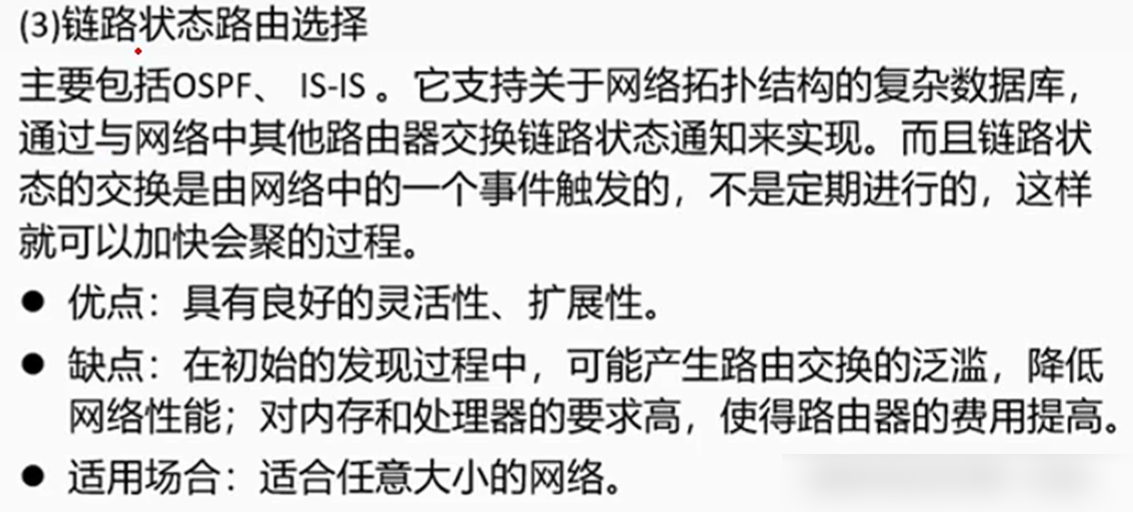 (3)链路状态路由选择
主要包括OSPF、 IS-IS 。它支持关于网络拓扑结构的复杂数据库，
通过与网络中其他路由器交换链路状态通知来实现。而且链路状
态的交换是由网络中的一个事件触发的，不是定期进行的，这样
就可以加快会聚的过程。
● 优点：具有良好的灵活性、扩展性。
● 缺点：在初始的发现过程中，可能产生路由交换的泛滥，降低
网络性能；对内存和处理器的要求高，使得路由器的费用提高。
● 适用场合：适合任意大小的网络。